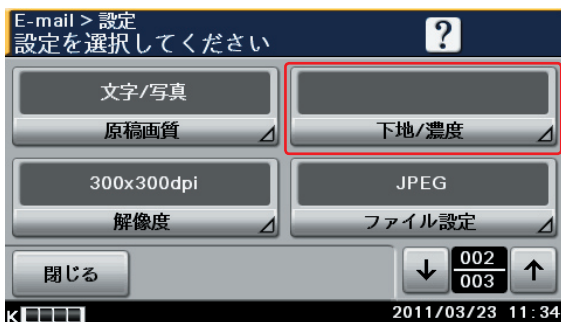 E-mail > 設定
設定を選択してください
?
文字/写真
原稿画質
下地/濃度
300x300dpi
解像度
JPEG
ファイル設定
閉じる
↓ 002 ↑
003
K 2011/03/23 11:34